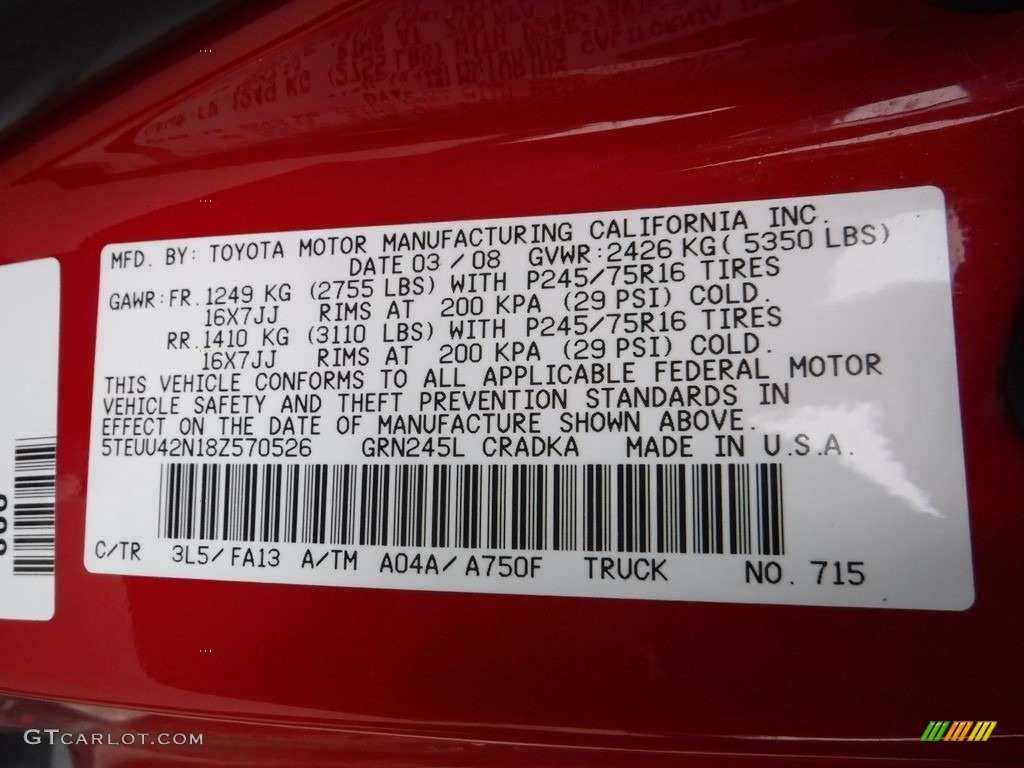 MFD. BY: TOYOTA MOTOR MANUFACTURING CALIFORNIA INC.
DATE 03 / 08 GVWR: 2426 KG ( 5350 LBS)
GAWR: FR. 1249 KG (2755 LBS) WITH P245/75R16 TIRES
16X7JJ RIMS AT 200 KPA (29 PSI) COLD.
RR. 1410 KG (3110 LBS) WITH P245/75R16 TIRES
16X7JJ RIMS AT 200 KPA (29 PSI) COLD.
THIS VEHICLE CONFORMS TO ALL APPLICABLE FEDERAL MOTOR
VEHICLE SAFETY AND THEFT PREVENTION STANDARDS IN
EFFECT ON THE DATE OF MANUFACTURE SHOWN ABOVE.
5TEUU42N18Z570526 GRN245L CRADKA MADE IN U.S.A.
C/TR 3L5/FA13 A/TM A04A/A750F TRUCK NO. 715
GTCARLOT.COM